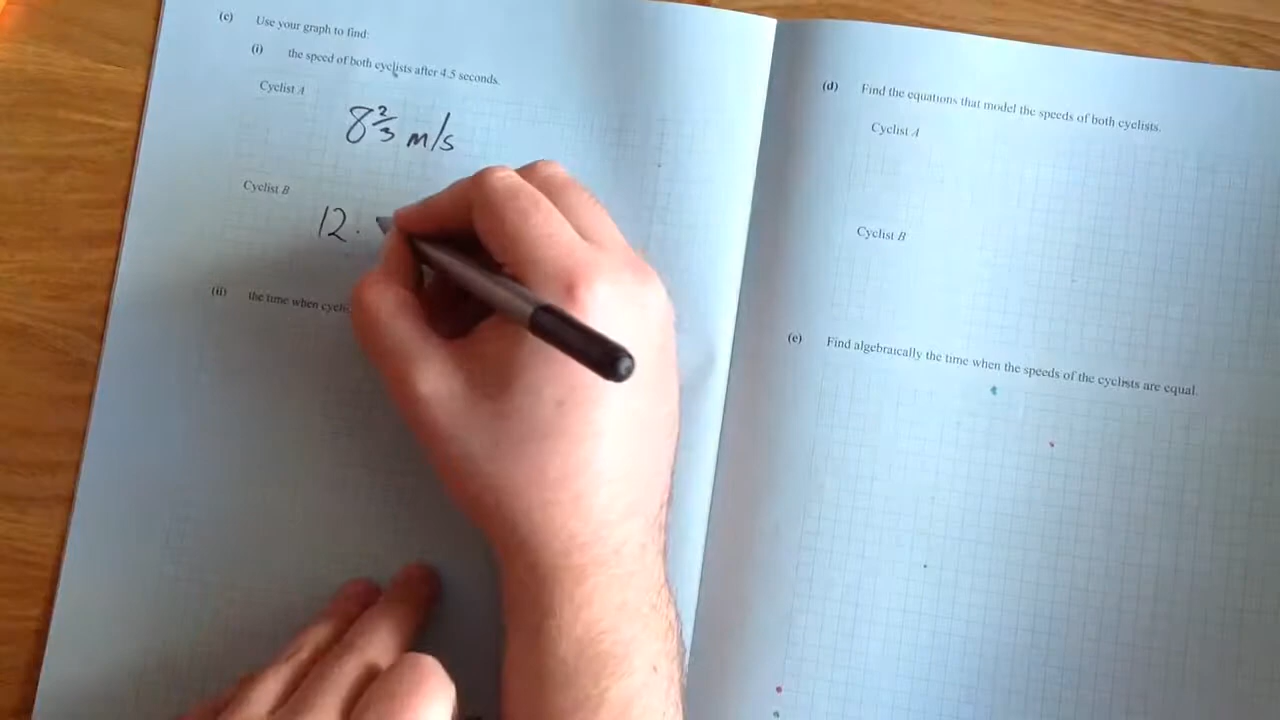 (c) Use your graph to find:
(i) the speed of both cyclists after 4.5 seconds.
Cyclist A
8 2/3 m/s
Cyclist B
12.
(ii) the time when
(d) Find the equations that model the speeds of both cyclists.
Cyclist A
Cyclist B
(e) Find algebraically the time when the speeds of the cyclists are equal.